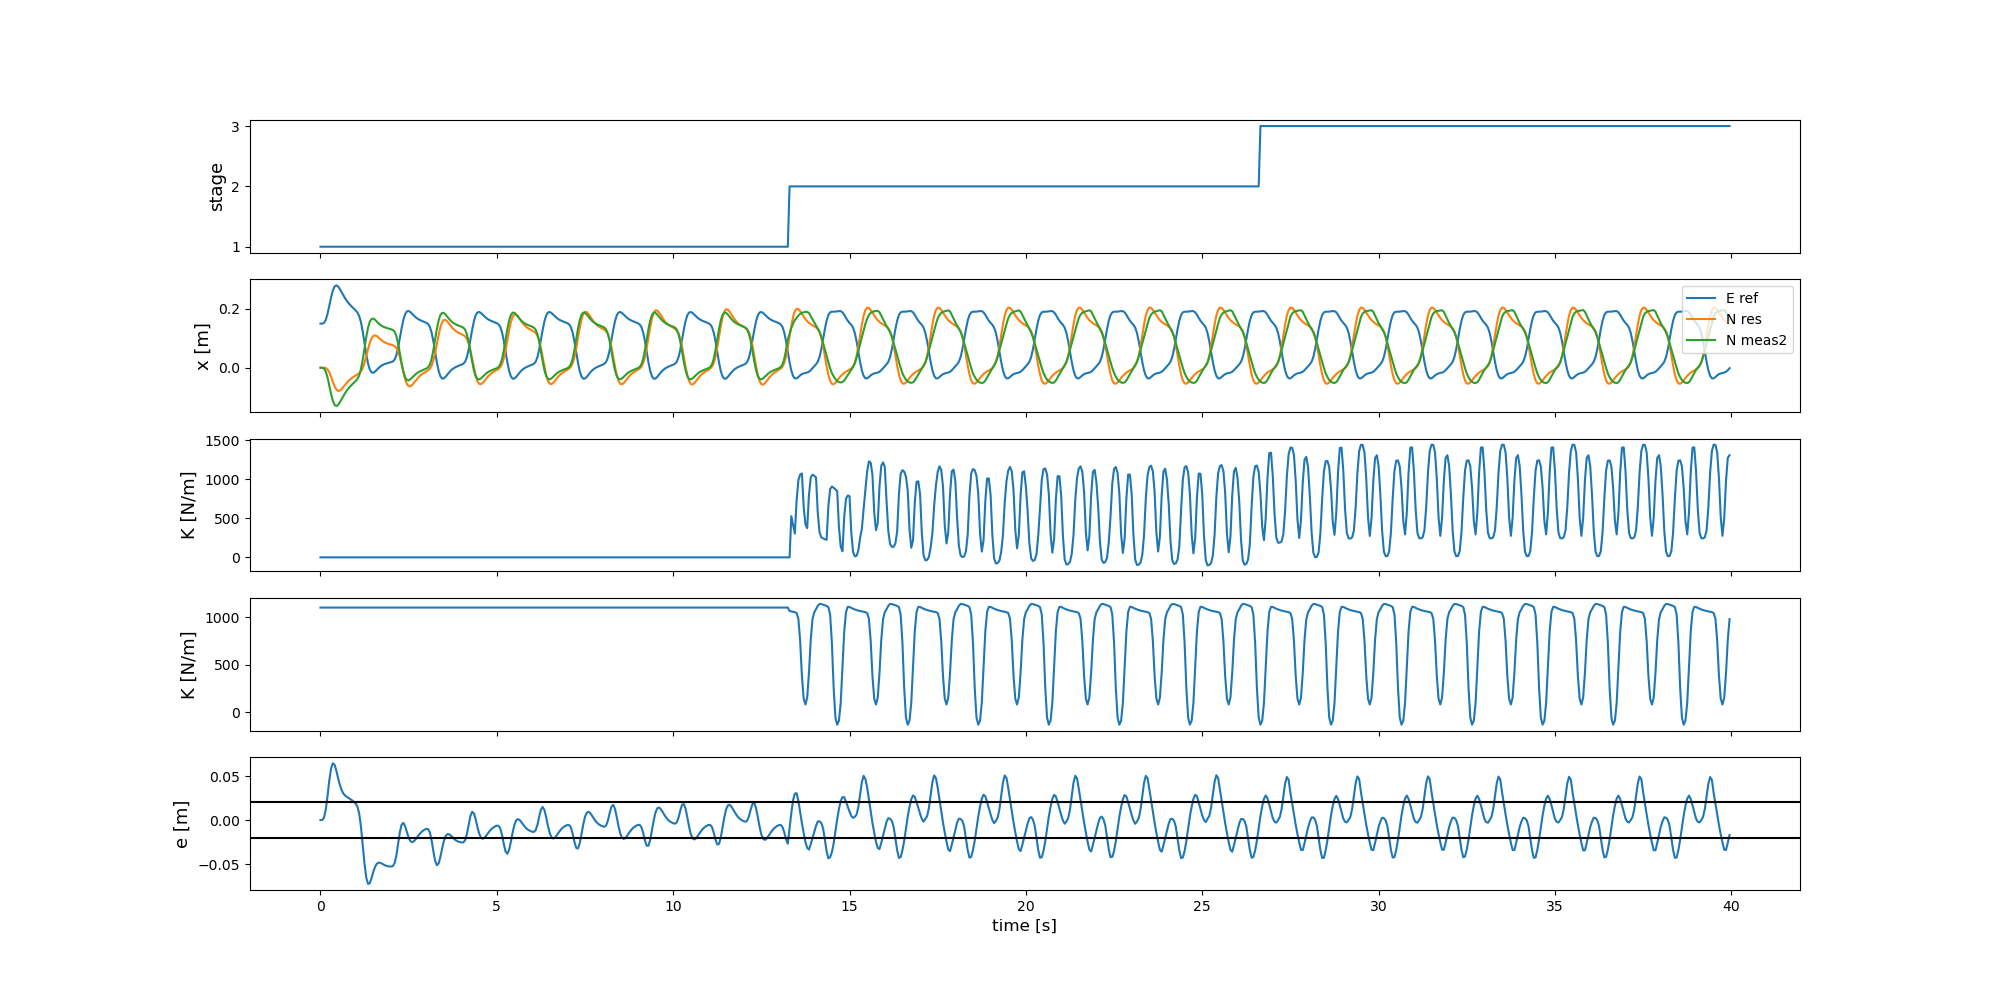 stage
3
2
1
x [m]
0.2
0.0
E ref
N res
N meas2
K [N/m]
1500
1000
500
0
K [N/m]
1000
500
0
e [m]
0.05
0.00
−0.05
0 5 10 15 20 25 30 35 40
time [s]